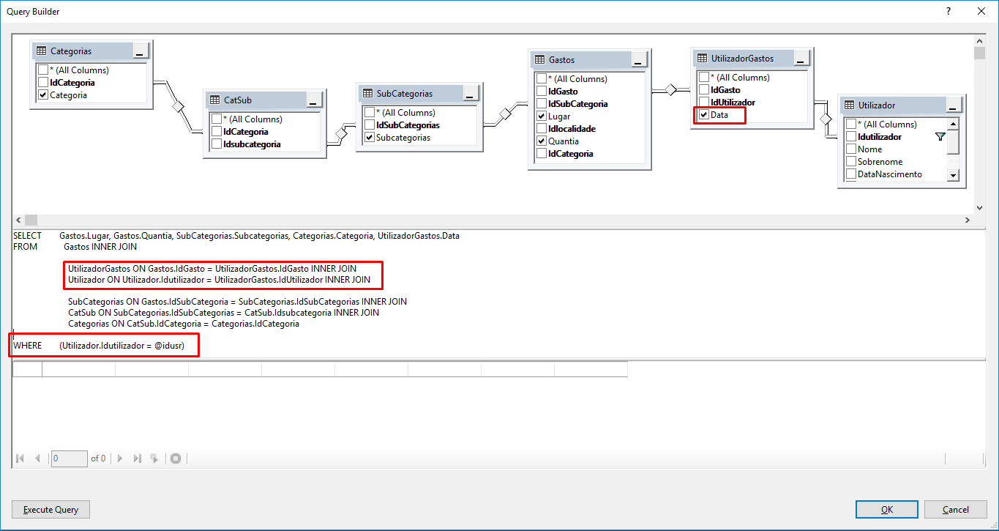 Query Builder
?
Categorias
* (All Columns)
IdCategoria
Categoria
CatSub
* (All Columns)
IdCategoria
Idsubcategoria
SubCategorias
* (All Columns)
IdSubCategorias
Subcategorias
Gastos
* (All Columns)
IdGasto
IdSubCategoria
Lugar
Idlocalidade
Quantia
IdCategoria
UtilizadorGastos
* (All Columns)
IdGasto
IdUtilizador
Data
Utilizador
* (All Columns)
Idutilizador
Nome
Sobrenome
DataNascimento
SELECT Gastos.Lugar, Gastos.Quantia, SubCategorias.Subcategorias, Categorias.Categoria, UtilizadorGastos.Data
FROM Gastos INNER JOIN
UtilizadorGastos ON Gastos.IdGasto = UtilizadorGastos.IdGasto INNER JOIN
Utilizador ON Utilizador.Idutilizador = UtilizadorGastos.IdUtilizador INNER JOIN
SubCategorias ON Gastos.IdSubCategoria = SubCategorias.IdSubCategorias INNER JOIN
CatSub ON SubCategorias.IdSubCategorias = CatSub.Idsubcategoria INNER JOIN
Categorias ON CatSub.IdCategoria = Categorias.IdCategoria
WHERE (Utilizador.Idutilizador = @idusr)
0 of 0
Execute Query
OK
Cancel